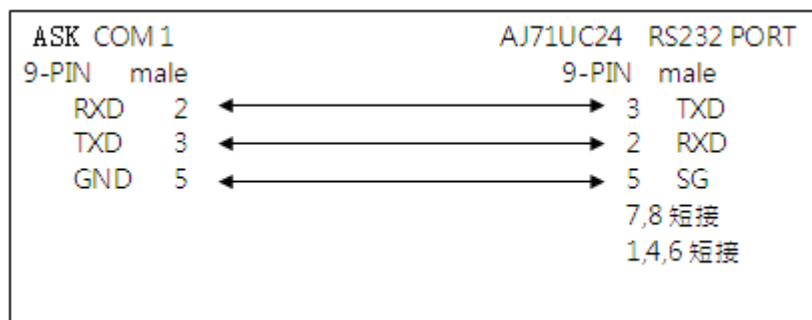 ASK COM 1 AJ71UC24 RS232 PORT
9-PIN male 9-PIN male
RXD 2 3 TXD
TXD 3 2 RXD
GND 5 5 SG
7,8 短接
1,4,6 短接